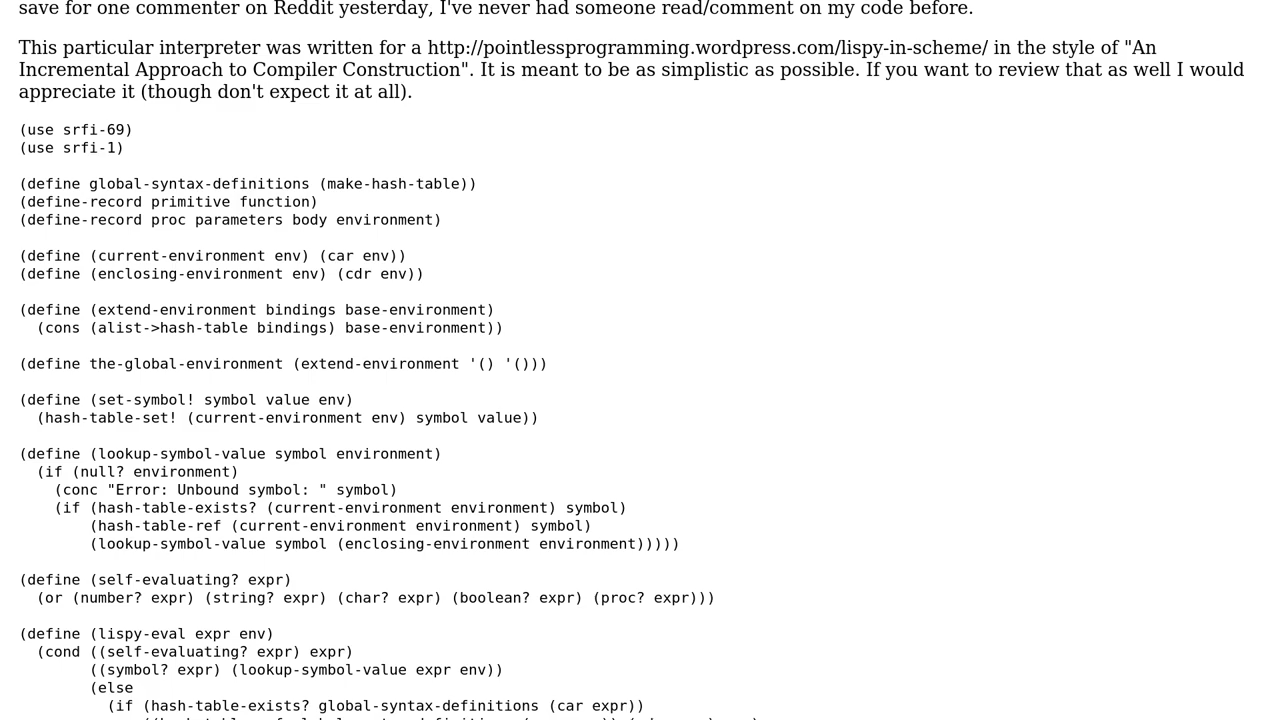 save for one commenter on Reddit yesterday, I've never had someone read/comment on my code before.
This particular interpreter was written for a http://pointlessprogramming.wordpress.com/lispy-in-scheme/ in the style of "An
Incremental Approach to Compiler Construction". It is meant to be as simplistic as possible. If you want to review that as well I would
appreciate it (though don't expect it at all).
(use srfi-69)
(use srfi-1)
(define global-syntax-definitions (make-hash-table))
(define-record primitive function)
(define-record proc parameters body environment)
(define (current-environment env) (car env))
(define (enclosing-environment env) (cdr env))
(define (extend-environment bindings base-environment)
  (cons (alist->hash-table bindings) base-environment))
(define the-global-environment (extend-environment '() '()))
(define (set-symbol! symbol value env)
  (hash-table-set! (current-environment env) symbol value))
(define (lookup-symbol-value symbol environment)
  (if (null? environment)
    (conc "Error: Unbound symbol: " symbol)
    (if (hash-table-exists? (current-environment environment) symbol)
        (hash-table-ref (current-environment environment) symbol)
        (lookup-symbol-value symbol (enclosing-environment environment)))))
(define (self-evaluating? expr)
  (or (number? expr) (string? expr) (char? expr) (boolean? expr) (proc? expr)))
(define (lispy-eval expr env)
  (cond ((self-evaluating? expr) expr)
        ((symbol? expr) (lookup-symbol-value expr env))
        (else
          (if (hash-table-exists? global-syntax-definitions (car expr))